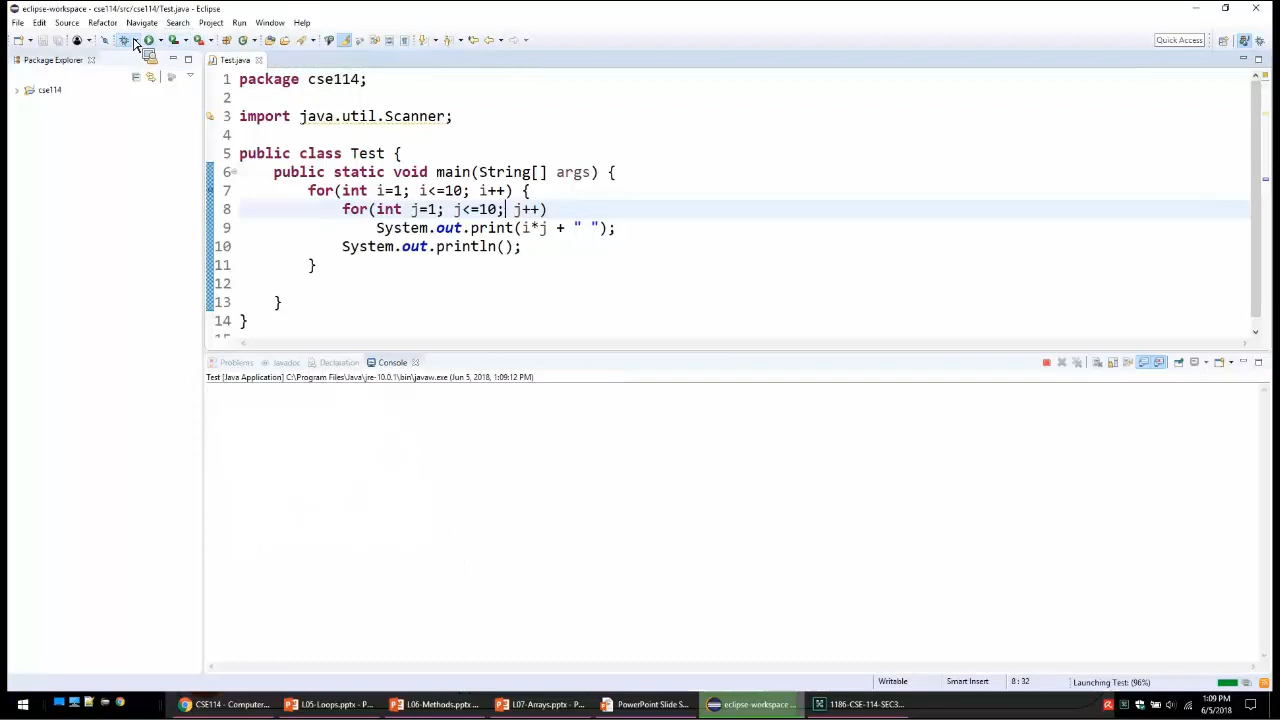 eclipse-workspace - cse114/src/cse114/Test.java - Eclipse
File Edit Source Refactor Navigate Search Project Run Window Help
Quick Access
Package Explorer
Test.java
cse114
1 package cse114;
2
3 import java.util.Scanner;
4
5 public class Test {
6 public static void main(String[] args) {
7 for(int i=1; i<=10; i++) {
8 for(int j=1; j<=10; j++)
9 System.out.print(i*j + " ");
10 System.out.println();
11 }
12
13 }
14 }
15
Problems Javadoc Declaration Console
Test [Java Application] C:\Program Files\Java\jre-10.0.1\bin\javaw.exe (Jun 5, 2018, 1:09:12 PM)
Writable Smart Insert 8 : 32 Launching Test: (96%)
CSE114 - Computer... L05-Loops.pptx - P... L06-Methods.pptx ... L07-Arrays.pptx - P... PowerPoint Slide S... eclipse-workspace ... 1186-CSE-114-SEC3...
1:09 PM
6/5/2018